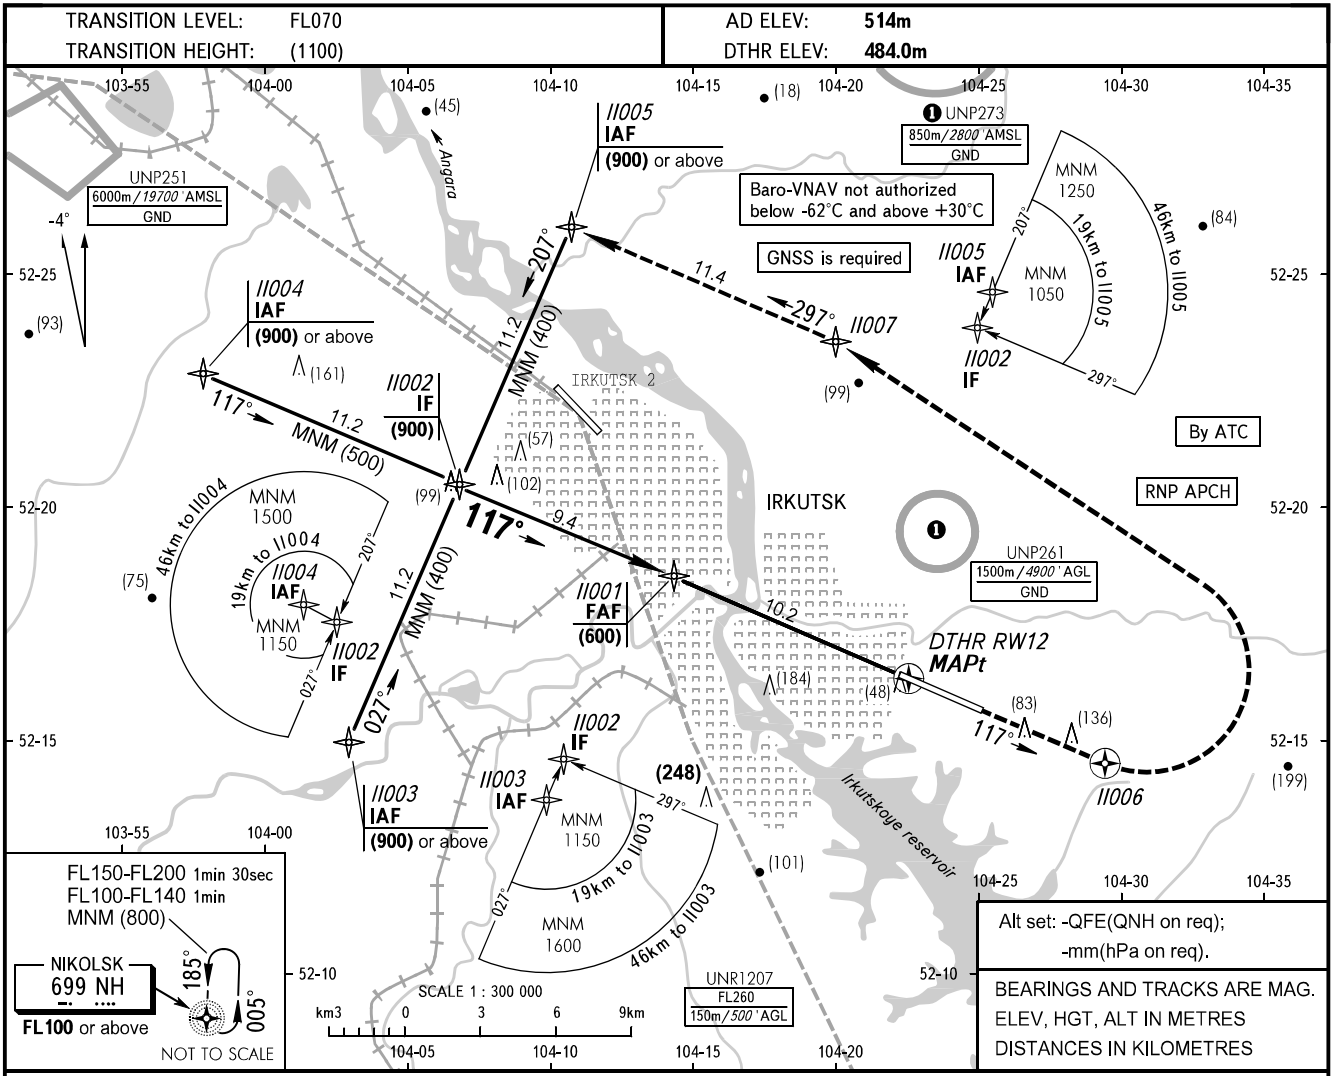 TRANSITION LEVEL: FL070
TRANSITION HEIGHT: (1100)
AD ELEV: 514m
DTHR ELEV: 484.0m
103-55 104-00 104-05 104-10 104-15 104-20 104-25 104-30 104-35
(45)
(18)
II005
IAF
(900) or above
Angara
1 UNP273
850m/2800'AMSL
GND
UNP251
6000m/19700'AMSL
GND
-4°
Baro-VNAV not authorized
below -62°C and above +30°C
GNSS is required
MNM
1250
207°
19km to II005
46km to II005
(84)
II005
IAF
MNM
1050
II002
IF
297°
52-25
52-25
II004
IAF
(900) or above
(93)
(161)
207°
11.2
MNM (400)
11.4
297°
II007
(99)
117°
11.2
MNM (500)
II002
IF
(900)
(99)
IRKUTSK 2
(57)
(102)
By ATC
RNP APCH
52-20
52-20
46km to II004
MNM
1500
19km to II004
207°
II004
IAF
MNM
1150
II002
IF
027°
(75)
117°
9.4
IRKUTSK
1
UNP261
1500m/4900'AGL
GND
11.2
MNM (400)
027°
II001
FAF
(600)
10.2
DTHR RW12
MAPt
(184)
(48)
(83)
(136)
117°
II006
(199)
52-15
52-15
II003
IAF
(900) or above
II002
IF
II003
IAF
297°
MNM
1150
19km to II003
027°
MNM
1600
46km to II003
(248)
(101)
Irkutskoye reservoir
103-55 104-00
104-25 104-30 104-35
FL150-FL200 1min 30sec
FL100-FL140 1min
MNM (800)
NIKOLSK
699 NH
FL100 or above
185°
005°
NOT TO SCALE
52-10
52-10
SCALE 1 : 300 000
km3 0 3 6 9km
UNR1207
FL260
150m/500'AGL
104-05 104-10 104-15 104-20
Alt set: -QFE(QNH on req);
-mm(hPa on req).
BEARINGS AND TRACKS ARE MAG.
ELEV, HGT, ALT IN METRES
DISTANCES IN KILOMETRES